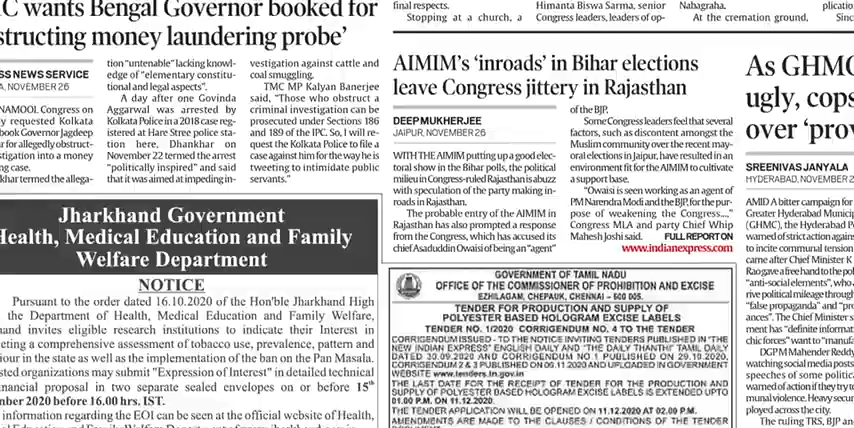 C wants Bengal Governor booked for
structing money laundering probe'
SS NEWS SERVICE
A, NOVEMBER 26
NAMOOL Congress on
ly requested Kolkata
book Governor Jagdeep
ar for allegedly obstruct-
stigation into a money
ng case.
khar termed the allega-
tion "untenable" lacking knowl-
edge of "elementary constitu-
tional and legal aspects".
A day after one Govinda
Aggarwal was arrested by
Kolkata Police in a 2018 case reg-
istered at Hare Stree police sta-
tion here, Dhankhar on
November 22 termed the arrest
"politically inspired" and said
that it was aimed at impeding in-
vestigation against cattle and
coal smuggling.
TMC MP Kalyan Banerjee
said, "Those who obstruct a
criminal investigation can be
prosecuted under Sections 186
and 189 of the IPC. So, I will re-
quest the Kolkata Police to file a
case against him for the way he is
tweeting to intimidate public
servants."
Jharkhand Government
Health, Medical Education and Family
Welfare Department
NOTICE
Pursuant to the order dated 16.10.2020 of the Hon'ble Jharkhand High
the Department of Health, Medical Education and Family Welfare,
hand invites eligible research institutions to indicate their Interest in
eting a comprehensive assessment of tobacco use, prevalence, pattern and
iour in the state as well as the implementation of the ban on the Pan Masala.
sted organizations may submit "Expression of Interest" in detailed technical
nancial proposal in two separate sealed envelopes on or before 15th
mber 2020 before 16.00 hrs. IST.
information regarding the EOI can be seen at the official website of Health,
final respects.
Stopping at a church, a
Himanta Biswa Sarma, senior
Congress leaders, leaders of op-
Nabagraha.
At the cremation ground,
plication
Sinc
AIMIM's 'inroads' in Bihar elections
leave Congress jittery in Rajasthan
DEEP MUKHERJEE
JAIPUR, NOVEMBER 26
WITH THE AIMIM putting up a good elec-
toral show in the Bihar polls, the political
milieu in Congress-ruled Rajasthan is abuzz
with speculation of the party making in-
roads in Rajasthan.
The probable entry of the AIMIM in
Rajasthan has also prompted a response
from the Congress, which has accused its
chief Asaduddin Owaisi of being an "agent"
of the BJP.
Some Congress leaders feel that several
factors, such as discontent amongst the
Muslim community over the recent may-
oral elections in Jaipur, have resulted in an
environment fit for the AIMIM to cultivate
a support base.
"Owaisi is seen working as an agent of
PM Narendra Modi and the BJP, for the pur-
pose of weakening the Congress....,"
Congress MLA and party Chief Whip
Mahesh Joshi said. FULL REPORT ON
www.indianexpress.com
GOVERNMENT OF TAMIL NADU
OFFICE OF THE COMMISSIONER OF PROHIBITION AND EXCISE
EZHILAGAM, CHEPAUK, CHENNAI – 600 005.
TENDER FOR PRODUCTION AND SUPPLY OF
POLYESTER BASED HOLOGRAM EXCISE LABELS
TENDER NO. 1/2020 CORRIGENDUM NO. 4 TO THE TENDER
CORRIGENDUM ISSUED - TO THE NOTICE INVITING TENDERS PUBLISHED IN "THE
NEW INDIAN EXPRESS" ENGLISH DAILY AND "THE DAILY THANTHI" TAMIL DAILY
DATED 30.09.2020 AND CORRIGENDUM NO 1 PUBLISHED ON 29.10.2020,
CORRIGENDUM 2 & 3 PUBLISHED ON 06.11.2020 AND UPLOADED IN GOVERNMENT
WEBSITE www.tenders.tn.gov.in
THE LAST DATE FOR THE RECEIPT OF TENDER FOR THE PRODUCTION AND
SUPPLY OF POLYESTER BASED HOLOGRAM EXCISE LABELS IS EXTENDED UPTO
01.00 P.M. ON 11.12.2020.
THE TENDER APPLICATION WILL BE OPENED ON 11.12.2020 AT 02.00 P.M.
AMENDMENTS ARE MADE TO THE CLAUSES / CONDITIONS OF THE TENDER
As GHMC
ugly, cops
over 'prov
SREENIVAS JANYALA
HYDERABAD, NOVEMBER 2
AMID A bitter campaign for
Greater Hyderabad Municip
(GHMC), the Hyderabad Po
warned of strict action agains
to incite communal tension
came after Chief Minister K
Rao gave a free hand to the pol
"anti-social elements", who
rive political mileage through
"false propaganda" and "pro
ances". The Chief Minister s
ment has "definite informat
chic forces" want to "manufa
DGP M Mahender Reddy
watching social media posts
speeches of some political
warned of action if they try to
munal violence. Heavy secur
ployed across the city.
The ruling TRS, BJP and